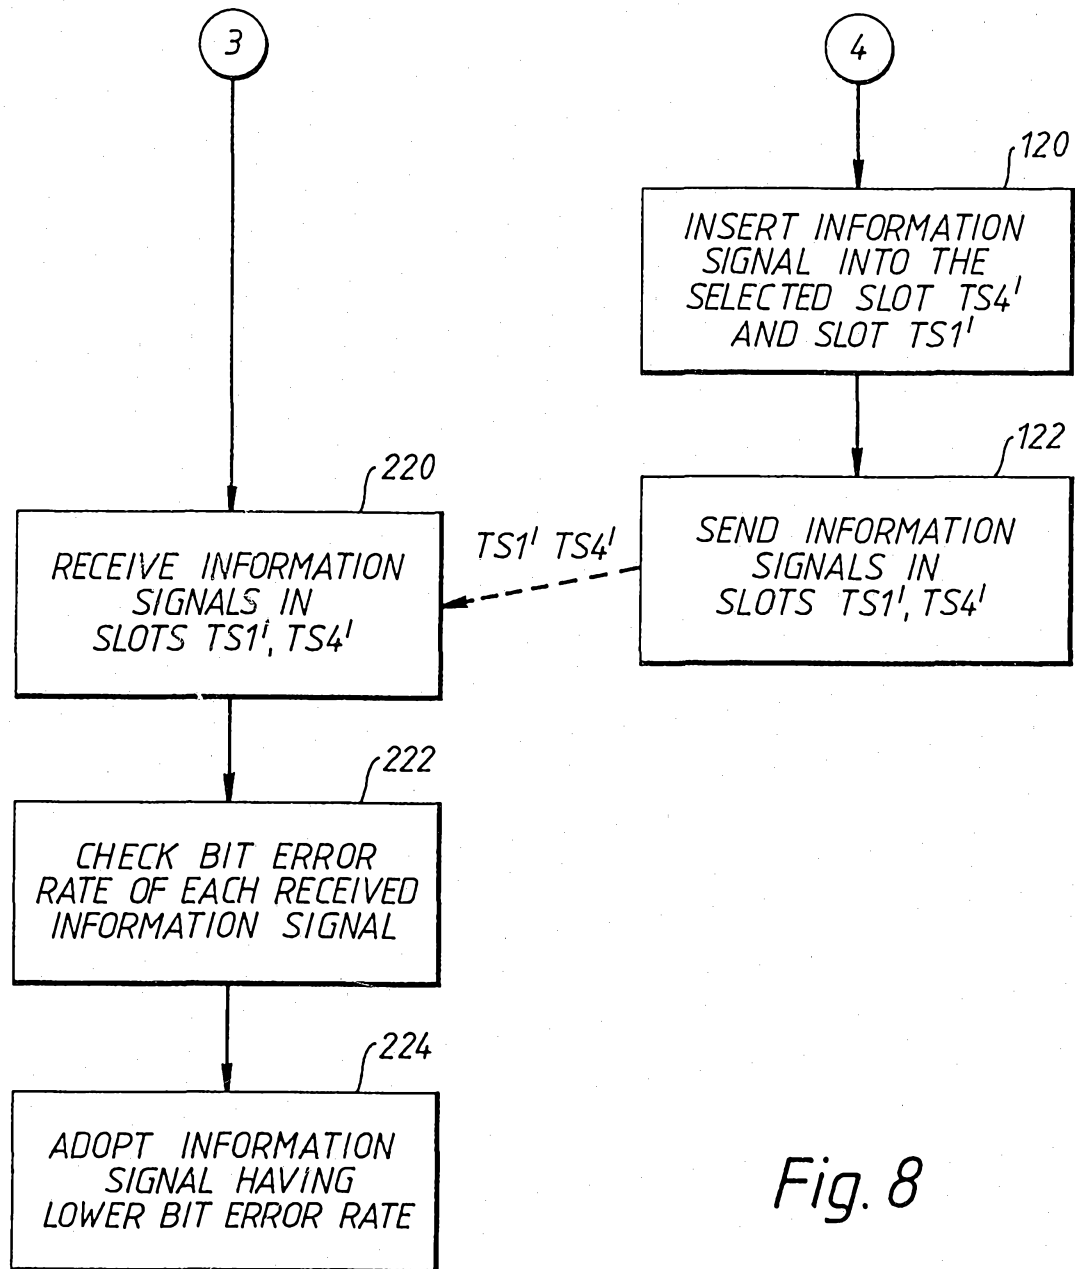 3
4
120
INSERT INFORMATION
SIGNAL INTO THE
SELECTED SLOT TS4'
AND SLOT TS1'
122
SEND INFORMATION
SIGNALS IN
SLOTS TS1', TS4'
TS1' TS4'
220
RECEIVE INFORMATION
SIGNALS IN
SLOTS TS1', TS4'
222
CHECK BIT ERROR
RATE OF EACH RECEIVED
INFORMATION SIGNAL
224
ADOPT INFORMATION
SIGNAL HAVING
LOWER BIT ERROR RATE
Fig. 8